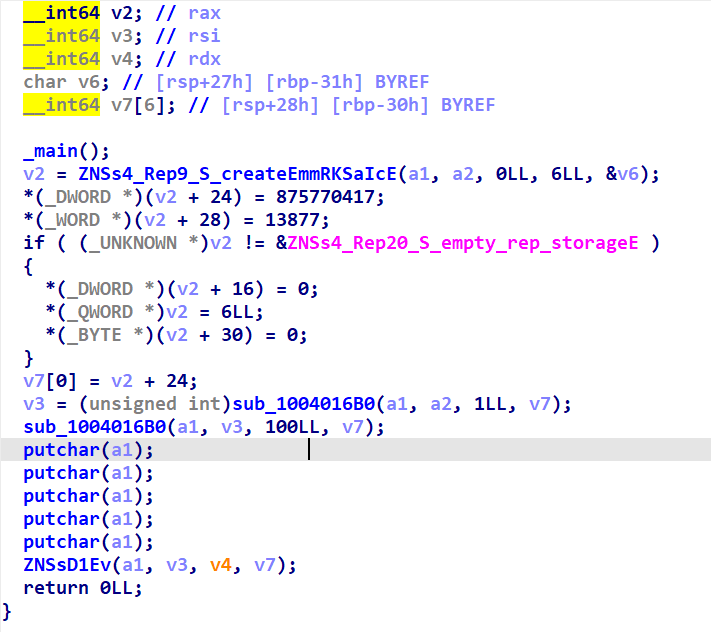 __int64 v2; // rax
__int64 v3; // rsi
__int64 v4; // rdx
char v6; // [rsp+27h] [rbp-31h] BYREF
__int64 v7[6]; // [rsp+28h] [rbp-30h] BYREF
_main();
v2 = ZNSs4_Rep9_S_createEmmRKSaIcE(a1, a2, 0LL, 6LL, &v6);
*(_DWORD *)(v2 + 24) = 875770417;
*(_WORD *)(v2 + 28) = 13877;
if ( (_UNKNOWN *)v2 != &ZNSs4_Rep20_S_empty_rep_storageE )
{
*(_DWORD *)(v2 + 16) = 0;
*(_QWORD *)v2 = 6LL;
*(_BYTE *)(v2 + 30) = 0;
}
v7[0] = v2 + 24;
v3 = (unsigned int)sub_1004016B0(a1, a2, 1LL, v7);
sub_1004016B0(a1, v3, 100LL, v7);
putchar(a1);
putchar(a1);
putchar(a1);
putchar(a1);
putchar(a1);
ZNSsD1Ev(a1, v3, v4, v7);
return 0LL;
}